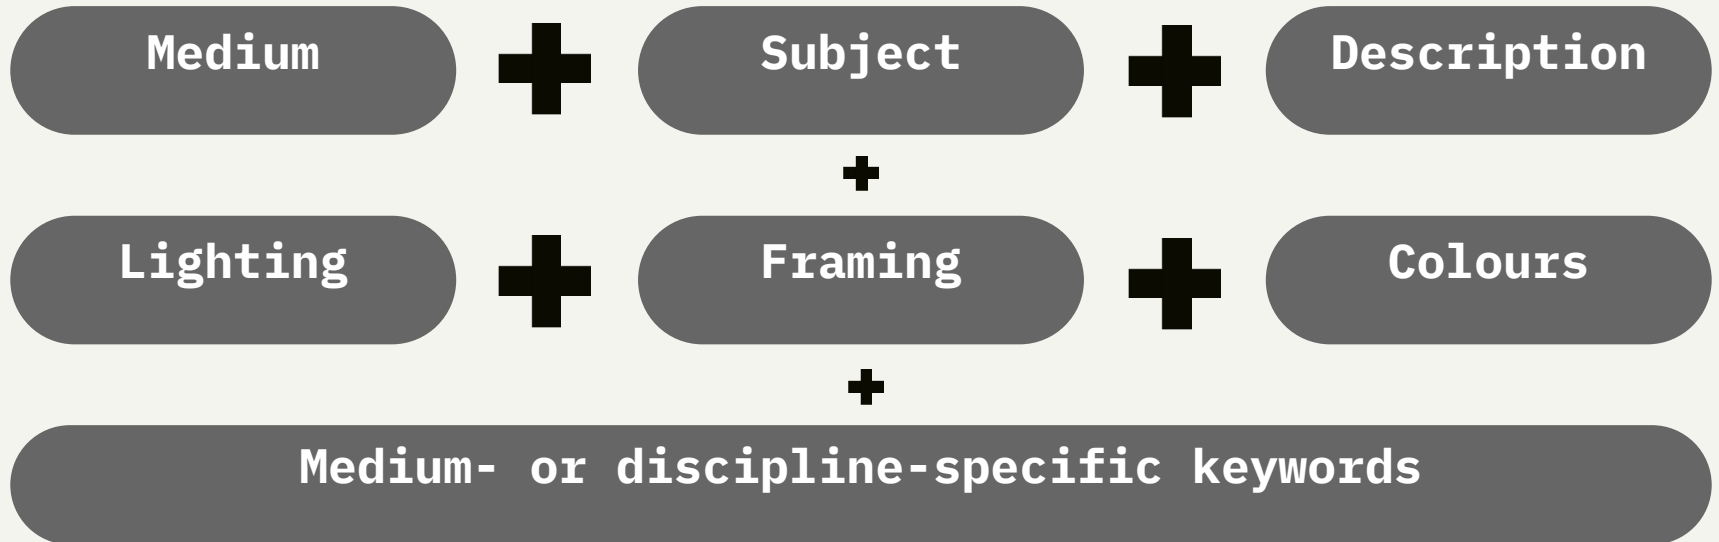 Medium
Subject
Description
Lighting
Framing
Colours
Medium- or discipline-specific keywords